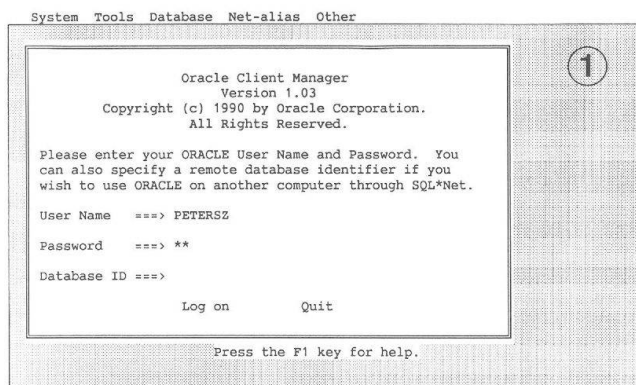 System Tools Database Net-alias Other
1
Oracle Client Manager
Version 1.03
Copyright (c) 1990 by Oracle Corporation.
All Rights Reserved.
Please enter your ORACLE User Name and Password. You
can also specify a remote database identifier if you
wish to use ORACLE on another computer through SQL*Net.
User Name ===> PETERSZ
Password ===> **
Database ID ===>
Log on Quit
Press the F1 key for help.